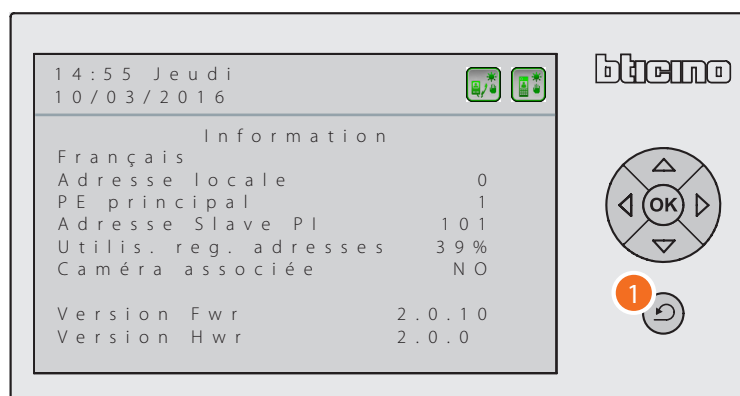 14:55 Jeudi
10/03/2016
bticino
Information
Français
Adresse locale 0
PE principal 1
Adresse Slave PI 101
Utilis. reg. adresses 39%
Caméra associée NO
Version Fwr 2.0.10
Version Hwr 2.0.0
OK
1